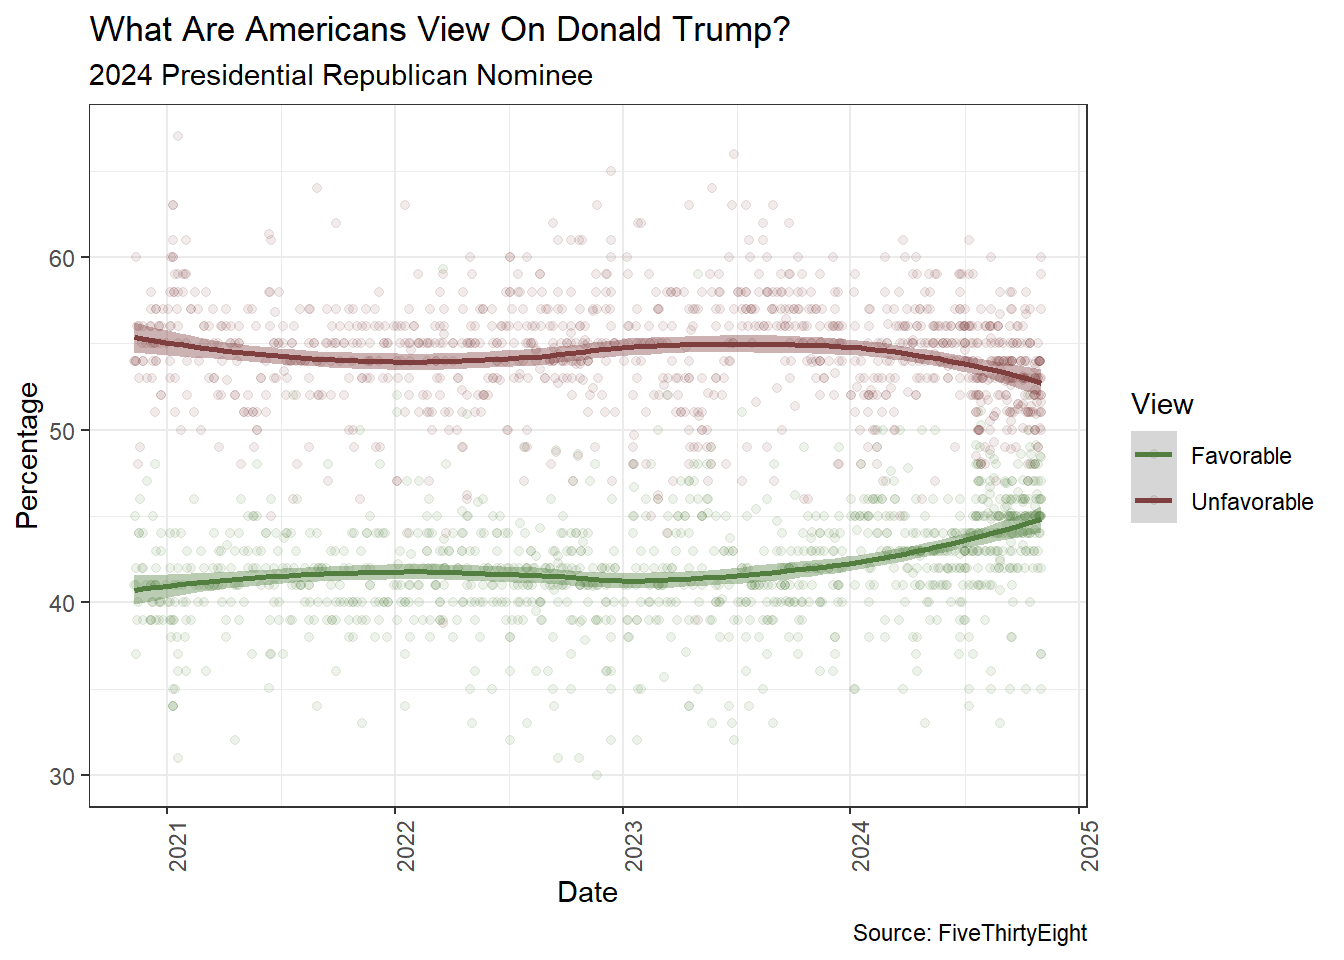 What Are Americans View On Donald Trump?
2024 Presidential Republican Nominee
Percentage
60
50
40
30
2021
2022
2023
2024
2025
Date
View
Favorable
Unfavorable
Source: FiveThirtyEight